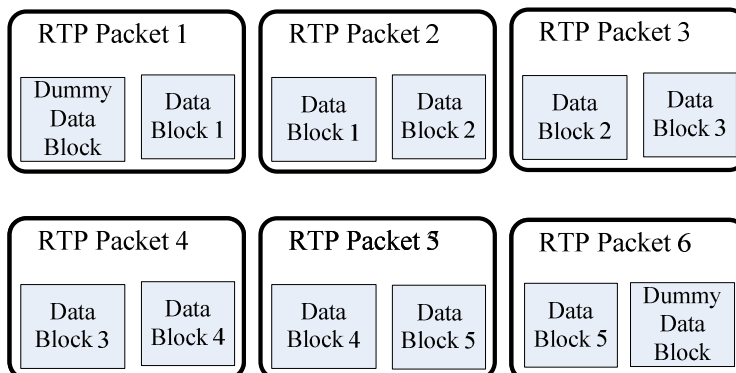 RTP Packet 1
RTP Packet 2
RTP Packet 3
Dummy
Data
Block
Data
Block 1
Data
Block 1
Data
Block 2
Data
Block 2
Data
Block 3
RTP Packet 4
RTP Packet 5
RTP Packet 6
Data
Block 3
Data
Block 4
Data
Block 4
Data
Block 5
Data
Block 5
Dummy
Data
Block